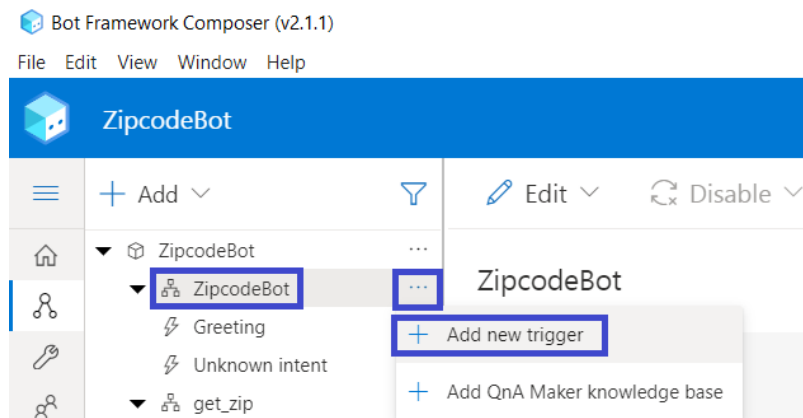 Bot Framework Composer (v2.1.1)
File Edit View Window Help
ZipcodeBot
+ Add
Edit
Disable
ZipcodeBot ...
ZipcodeBot ...
ZipcodeBot
Greeting
+ Add new trigger
Unknown intent
+ Add QnA Maker knowledge base
get_zip